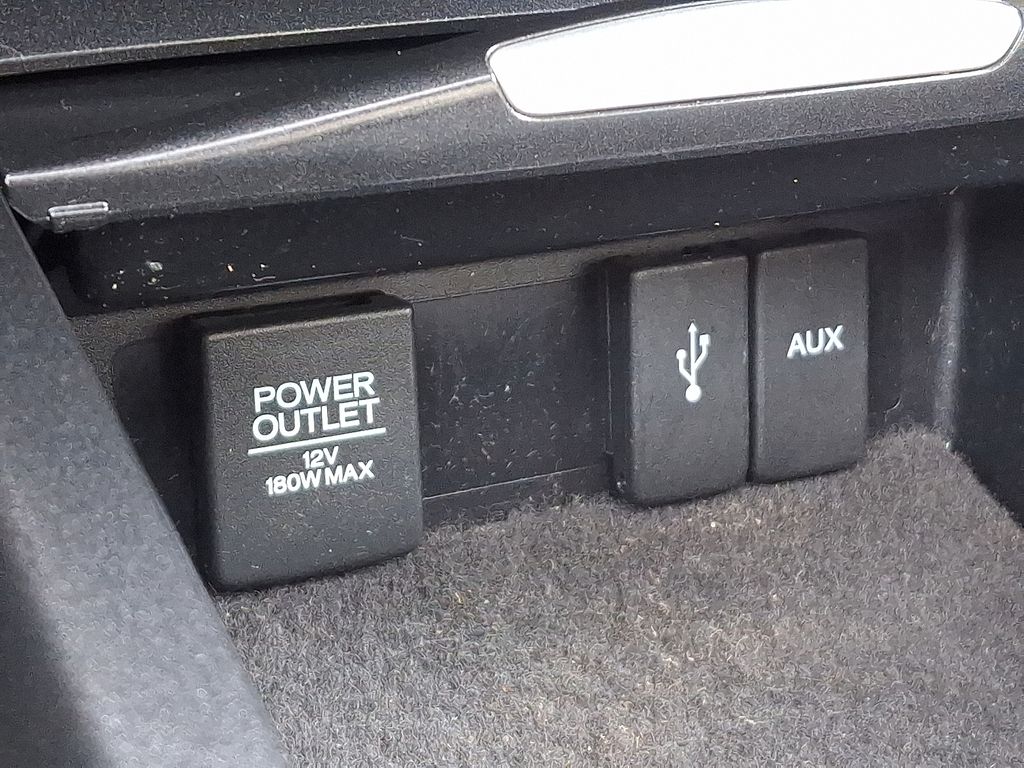 POWER
OUTLET
12V
180W MAX
AUX